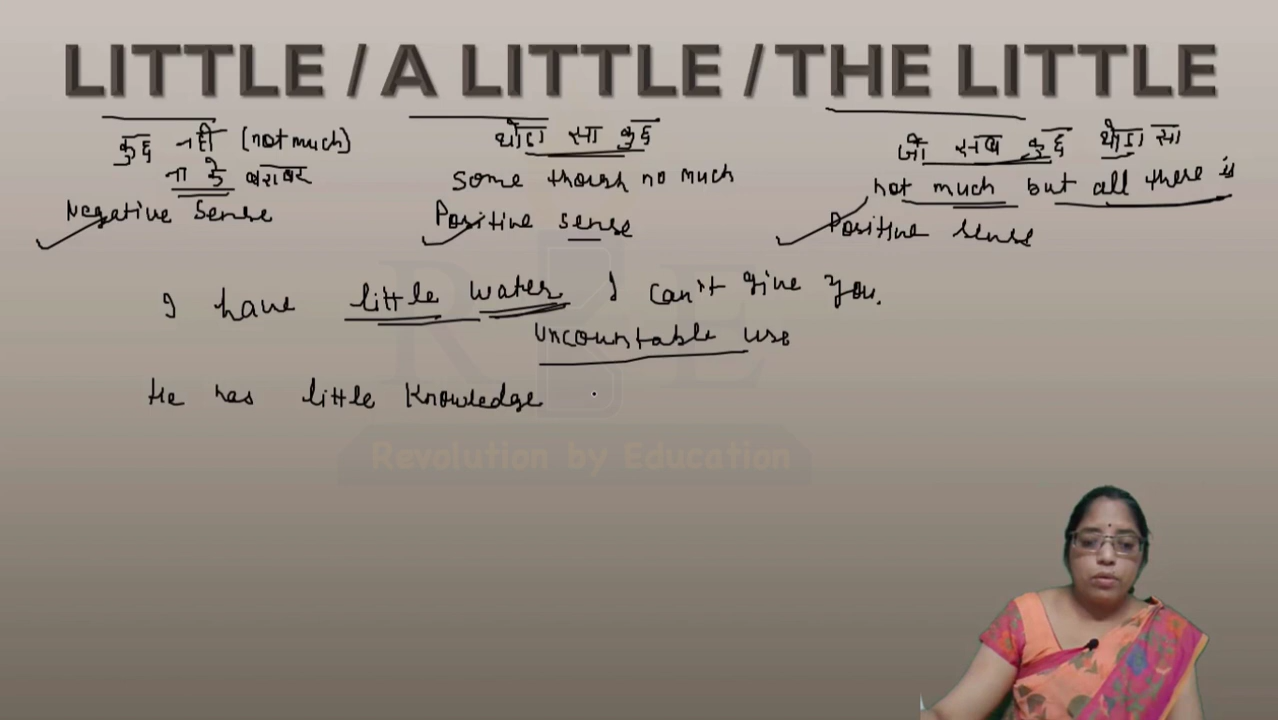 LITTLE / A LITTLE / THE LITTLE
कुछ नही (not much)
ना के बराबर
Negative Sense
थोडा सा कुछ
some though no much
Positive sense
जो सब कुछ थोडा सा
not much but all there is
Positive sense
I have little water I can't give you.
Uncountable use
He has little Knowledge
RBE
Revolution by Education